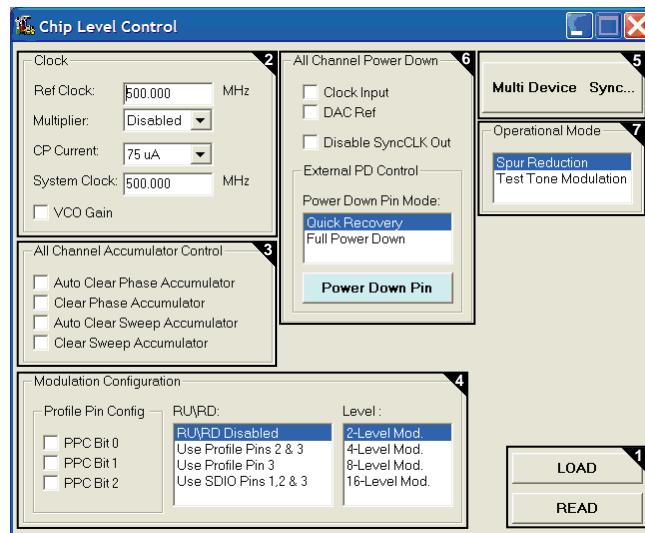 Chip Level Control
Clock
2
Ref Clock: 500.000 MHz
Multiplier: Disabled
CP Current: 75 uA
System Clock: 500.000 MHz
VCO Gain
All Channel Accumulator Control
3
Auto Clear Phase Accumulator
Clear Phase Accumulator
Auto Clear Sweep Accumulator
Clear Sweep Accumulator
All Channel Power Down
6
Clock Input
DAC Ref
Disable SyncCLK Out
External PD Control
Power Down Pin Mode:
Quick Recovery
Full Power Down
Power Down Pin
5
Multi Device Sync...
Operational Mode
7
Spur Reduction
Test Tone Modulation
Modulation Configuration
4
Profile Pin Config
PPC Bit 0
PPC Bit 1
PPC Bit 2
RU\RD:
RU\RD Disabled
Use Profile Pins 2 & 3
Use Profile Pin 3
Use SDIO Pins 1,2 & 3
Level :
2-Level Mod.
4-Level Mod.
8-Level Mod.
16-Level Mod.
1
LOAD
READ